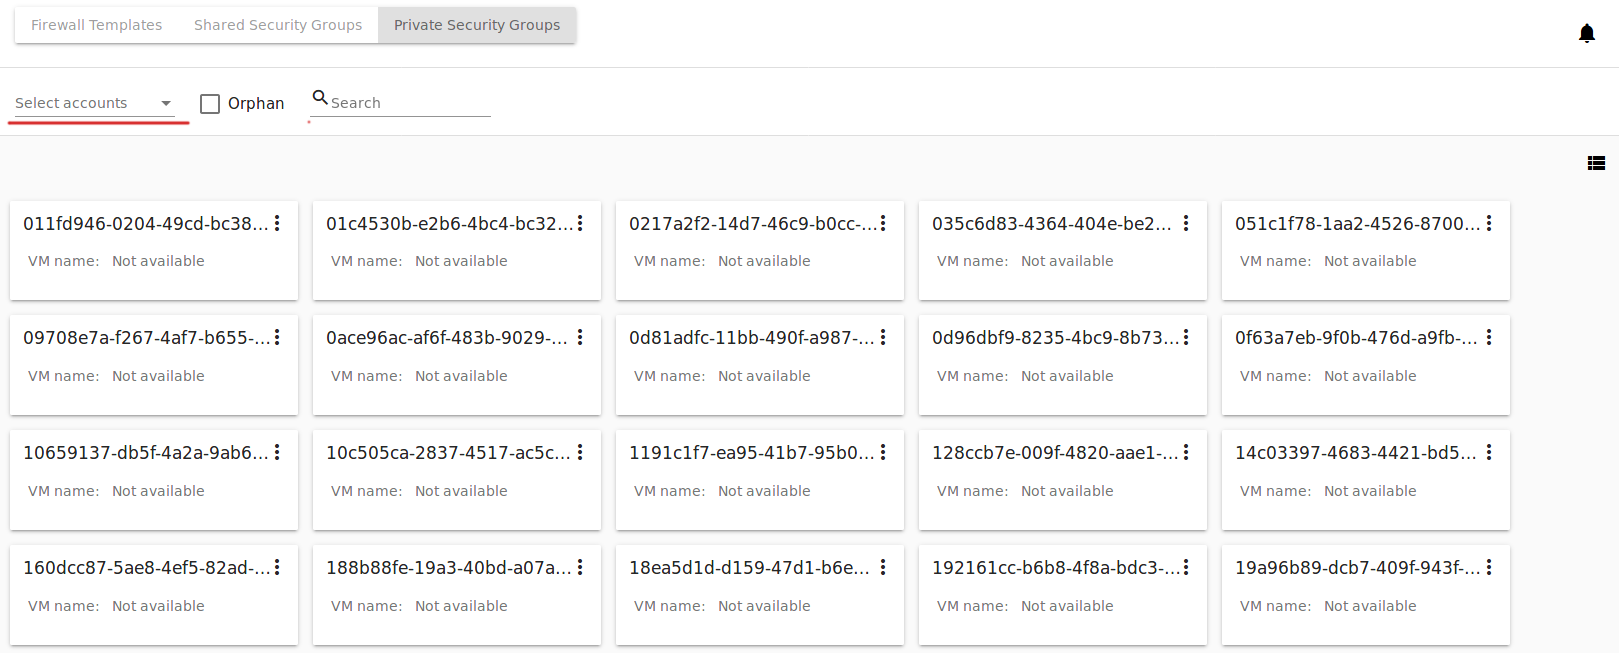 Firewall Templates Shared Security Groups Private Security Groups
Select accounts Orphan Search
011fd946-0204-49cd-bc38... 01c4530b-e2b6-4bc4-bc32... 0217a2f2-14d7-46c9-b0cc-... 035c6d83-4364-404e-be2... 051c1f78-1aa2-4526-8700...
VM name: Not available VM name: Not available VM name: Not available VM name: Not available VM name: Not available
09708e7a-f267-4af7-b655-... 0ace96ac-af6f-483b-9029-... 0d81adfc-11bb-490f-a987-... 0d96dbf9-8235-4bc9-8b73... 0f63a7eb-9f0b-476d-a9fb-...
VM name: Not available VM name: Not available VM name: Not available VM name: Not available VM name: Not available
10659137-db5f-4a2a-9ab6... 10c505ca-2837-4517-ac5c... 1191c1f7-ea95-41b7-95b0... 128ccb7e-009f-4820-aae1-... 14c03397-4683-4421-bd5...
VM name: Not available VM name: Not available VM name: Not available VM name: Not available VM name: Not available
160dcc87-5ae8-4ef5-82ad-... 188b88fe-19a3-40bd-a07a... 18ea5d1d-d159-47d1-b6e... 192161cc-b6b8-4f8a-bdc3-... 19a96b89-dcb7-409f-943f-...
VM name: Not available VM name: Not available VM name: Not available VM name: Not available VM name: Not available